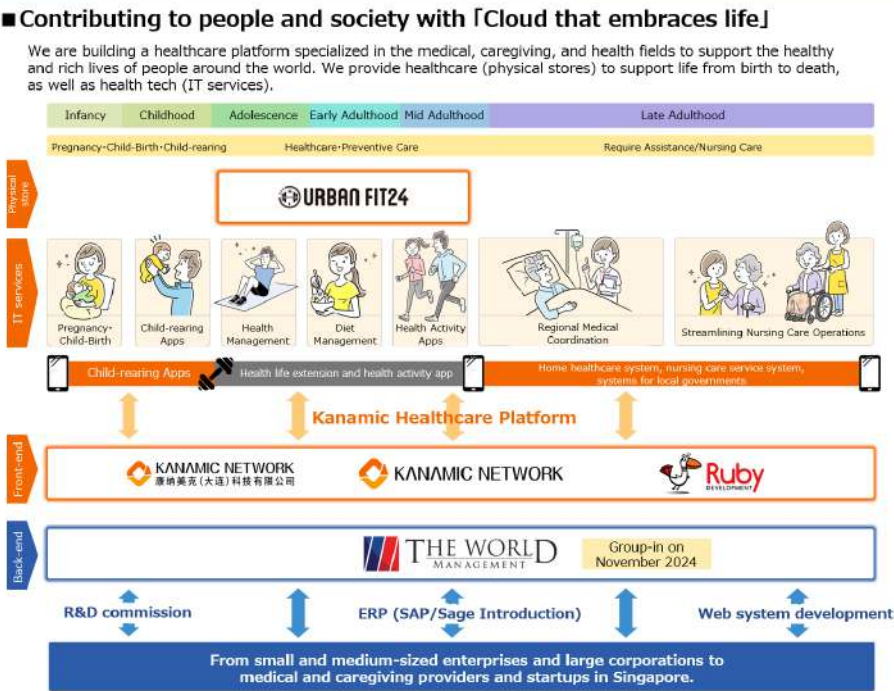 ■Contributing to people and society with「Cloud that embraces life」
We are building a healthcare platform specialized in the medical, caregiving, and health fields to support the healthy
and rich lives of people around the world. We provide healthcare (physical stores) to support life from birth to death,
as well as health tech (IT services).
Infancy Childhood Adolescence Early Adulthood Mid Adulthood Late Adulthood
Pregnancy・Child-Birth・Child-rearing Healthcare・Preventive Care Require Assistance/Nursing Care
Physical
store
URBAN FIT24
IT services
Pregnancy・
Child-Birth
Child-rearing
Apps
Health
Management
Diet
Management
Health Activity
Apps
Regional Medical
Coordination
Streamlining Nursing Care Operations
Child-rearing Apps
Health life extension and health activity app
Home healthcare system, nursing care service system,
systems for local governments
Kanamic Healthcare Platform
Front-end
KANAMIC NETWORK
康纳美克(大连)科技有限公司
KANAMIC NETWORK
Ruby
DEVELOPMENT
Back-end
THE WORLD
MANAGEMENT
Group-in on
November 2024
R&D commission
ERP (SAP/Sage Introduction)
Web system development
From small and medium-sized enterprises and large corporations to
medical and caregiving providers and startups in Singapore.